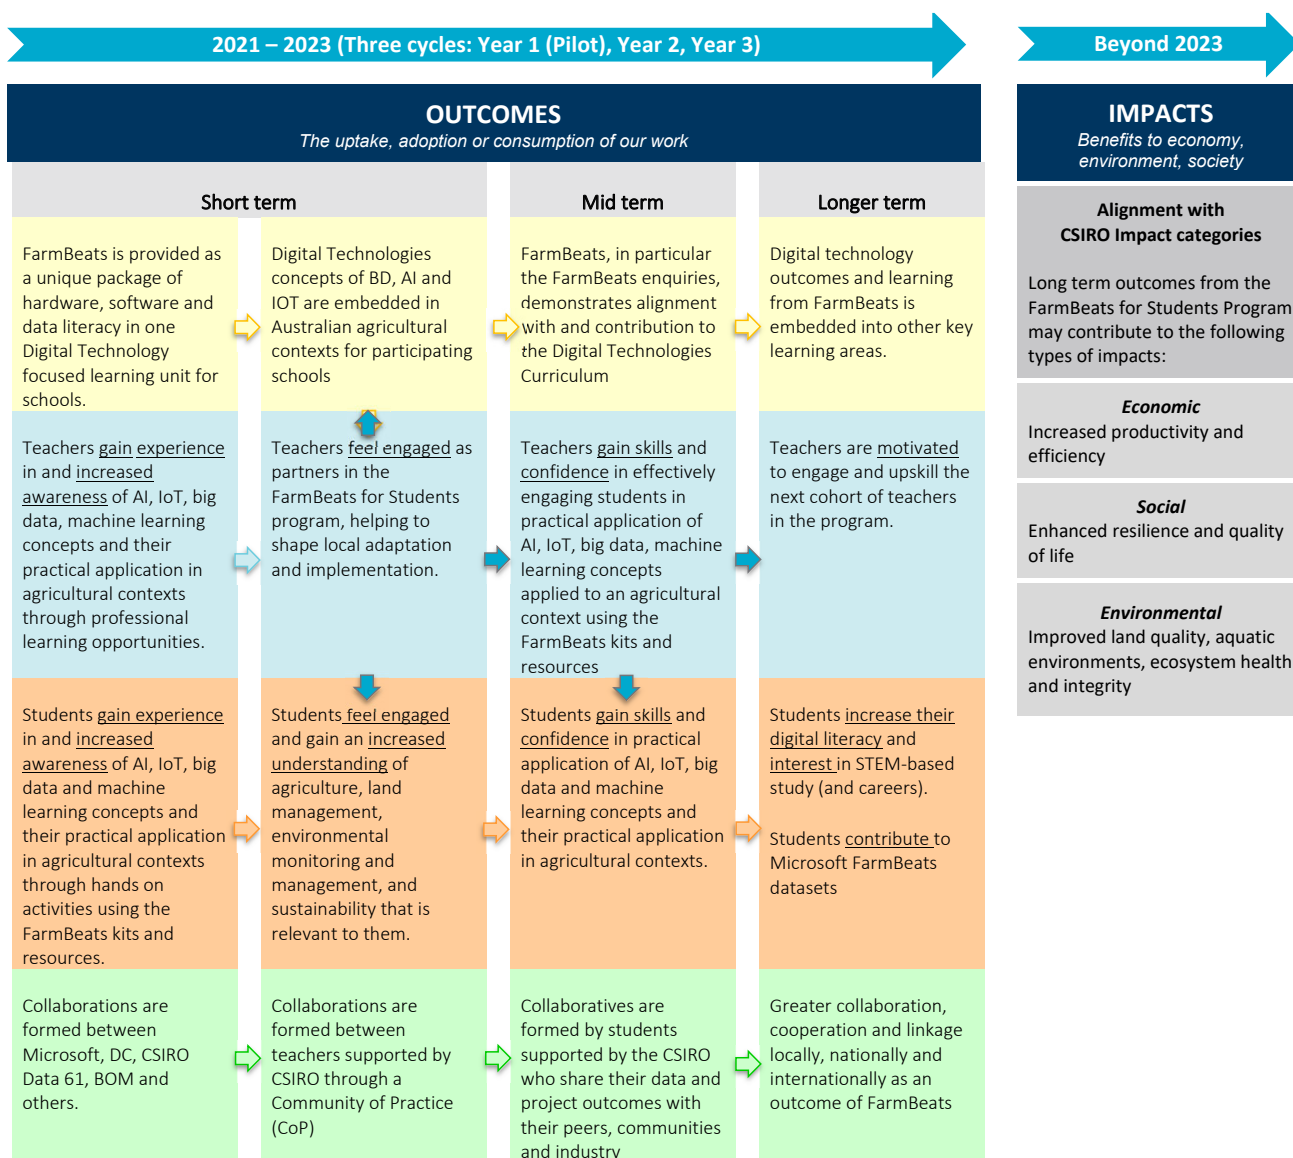 2021 – 2023 (Three cycles: Year 1 (Pilot), Year 2, Year 3)
Beyond 2023
OUTCOMES
The uptake, adoption or consumption of our work
IMPACTS
Benefits to economy,
environment, society
Short term
Mid term
Longer term
FarmBeats is provided as
a unique package of
hardware, software and
data literacy in one
Digital Technology
focused learning unit for
schools.
Digital Technologies
concepts of BD, AI and
IOT are embedded in
Australian agricultural
contexts for participating
schools
FarmBeats, in particular
the FarmBeats enquiries,
demonstrates alignment
with and contribution to
the Digital Technologies
Curriculum
Digital technology
outcomes and learning
from FarmBeats is
embedded into other key
learning areas.
Teachers gain experience
in and increased
awareness of AI, IoT, big
data, machine learning
concepts and their
practical application in
agricultural contexts
through professional
learning opportunities.
Teachers feel engaged as
partners in the
FarmBeats for Students
program, helping to
shape local adaptation
and implementation.
Teachers gain skills and
confidence in effectively
engaging students in
practical application of
AI, IoT, big data, machine
learning concepts
applied to an agricultural
context using the
FarmBeats kits and
resources
Teachers are motivated
to engage and upskill the
next cohort of teachers
in the program.
Students gain experience
in and increased
awareness of AI, IoT, big
data and machine
learning concepts and
their practical application
in agricultural contexts
through hands on
activities using the
FarmBeats kits and
resources.
Students feel engaged
and gain an increased
understanding of
agriculture, land
management,
environmental
monitoring and
management, and
sustainability that is
relevant to them.
Students gain skills and
confidence in practical
application of AI, IoT, big
data and machine
learning concepts and
their practical application
in agricultural contexts.
Students increase their
digital literacy and
interest in STEM-based
study (and careers).
Students contribute to
Microsoft FarmBeats
datasets
Collaborations are
formed between
Microsoft, DC, CSIRO
Data 61, BOM and
others.
Collaborations are
formed between
teachers supported by
CSIRO through a
Community of Practice
(CoP)
Collaboratives are
formed by students
supported by the CSIRO
who share their data and
project outcomes with
their peers, communities
and industry
Greater collaboration,
cooperation and linkage
locally, nationally and
internationally as an
outcome of FarmBeats
Alignment with
CSIRO Impact categories
Long term outcomes from the
FarmBeats for Students Program
may contribute to the following
types of impacts:
Economic
Increased productivity and
efficiency
Social
Enhanced resilience and quality
of life
Environmental
Improved land quality, aquatic
environments, ecosystem health
and integrity